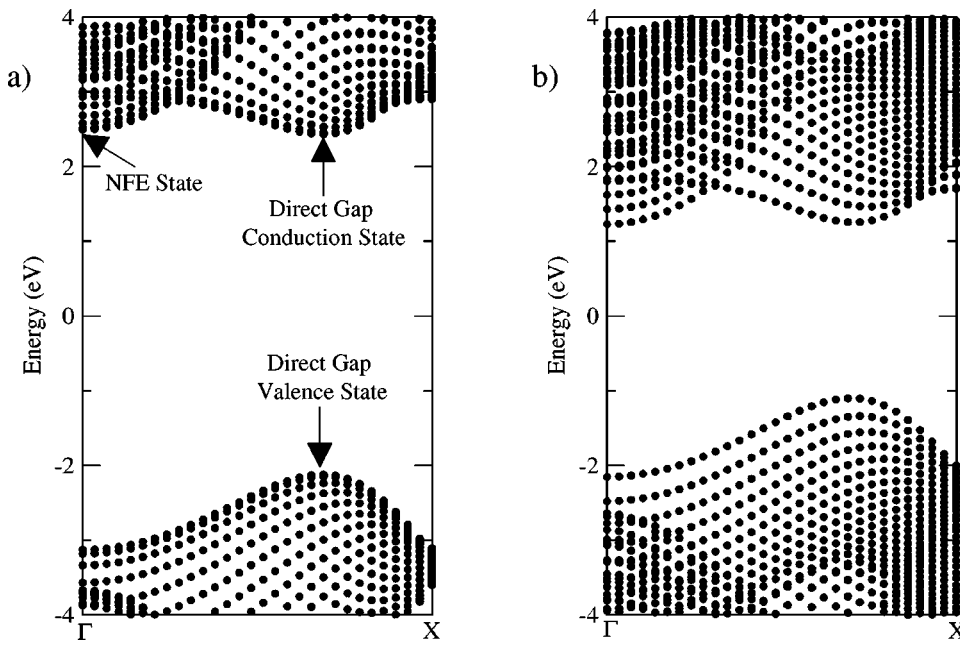 a)
4
2
0
-2
-4
Energy (eV)
NFE State
Direct Gap
Conduction State
Direct Gap
Valence State
Γ
X
b)
4
2
0
-2
-4
Energy (eV)
Γ
X